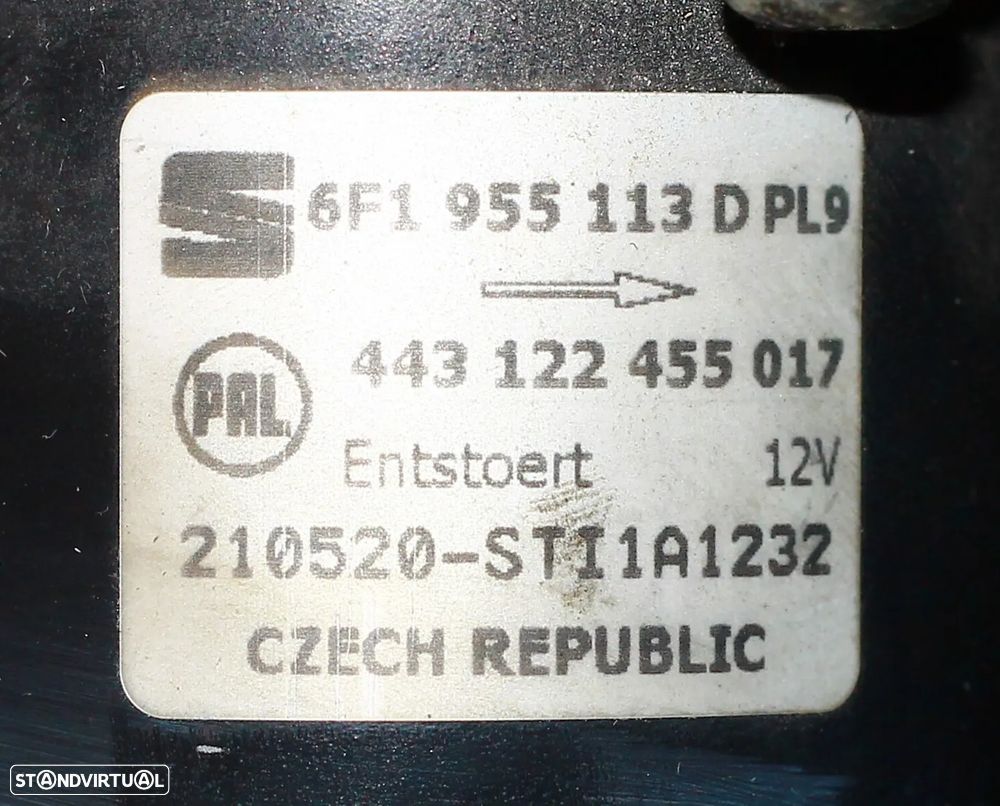 6F1 955 113 D PL9
443 122 455 017
PAL
Entstoert 12V
210520-STI1A1232
CZECH REPUBLIC
STANDVIRTUAL